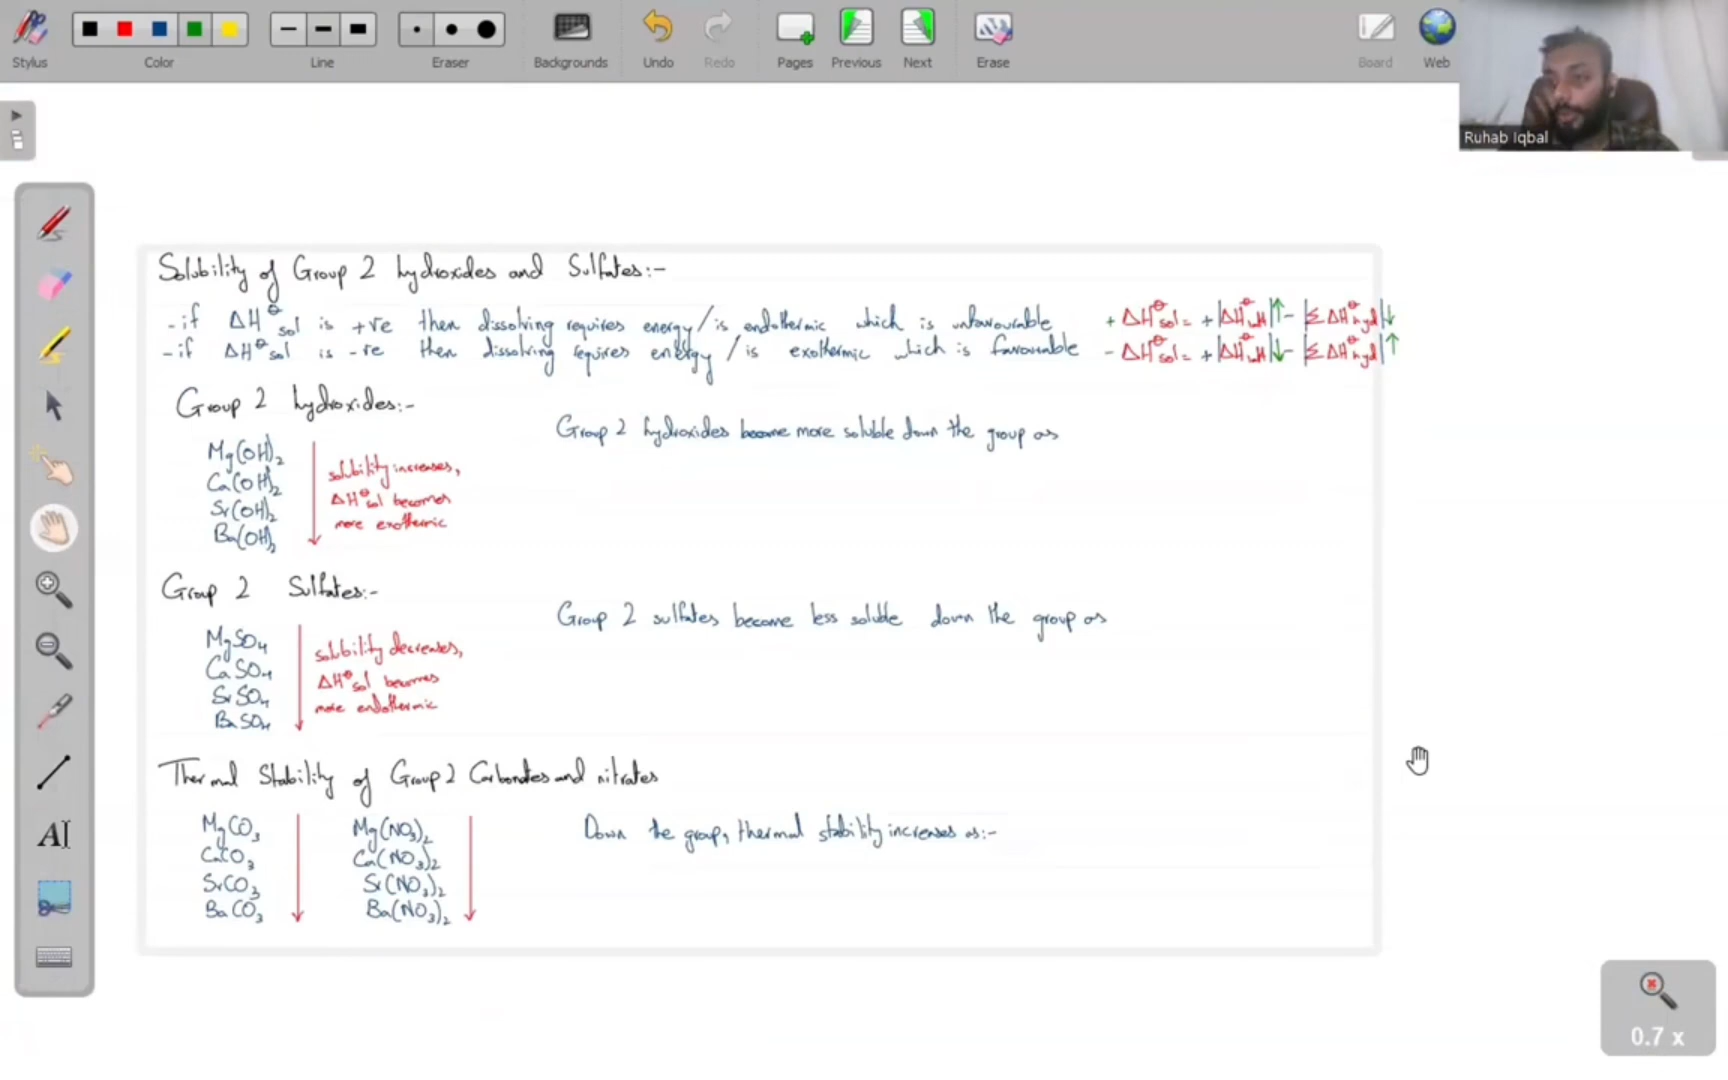 Stylus
Color
Line
Eraser
Backgrounds
Undo
Redo
Pages
Previous
Next
Erase
Board
Web
Ruhab Iqbal
Solubility of Group 2 hydroxides and Sulfates:-
-if ΔH⦵sol is +ve then dissolving requires energy/is endothermic which is unfavourable
+ΔH⦵sol = +|ΔH⦵latt|↑ - |ΣΔH⦵hyd|↓
-if ΔH⦵sol is -ve then dissolving requires energy/is exothermic which is favourable
-ΔH⦵sol = +|ΔH⦵latt|↓ - |ΣΔH⦵hyd|↑
Group 2 hydroxides:-
Mg(OH)₂
Ca(OH)₂
Sr(OH)₂
Ba(OH)₂
solubility increases,
ΔH⦵sol becomes
more exothermic
Group 2 hydroxides become more soluble down the group as
Group 2 Sulfates:-
MgSO₄
CaSO₄
SrSO₄
BaSO₄
solubility decreases,
ΔH⦵sol becomes
more endothermic
Group 2 sulfates become less soluble down the group as
Thermal Stability of Group 2 Carbonates and nitrates
MgCO₃
CaCO₃
SrCO₃
BaCO₃
Mg(NO₃)₂
Ca(NO₃)₂
Sr(NO₃)₂
Ba(NO₃)₂
Down the group, thermal stability increases as:-
AI
0.7 x